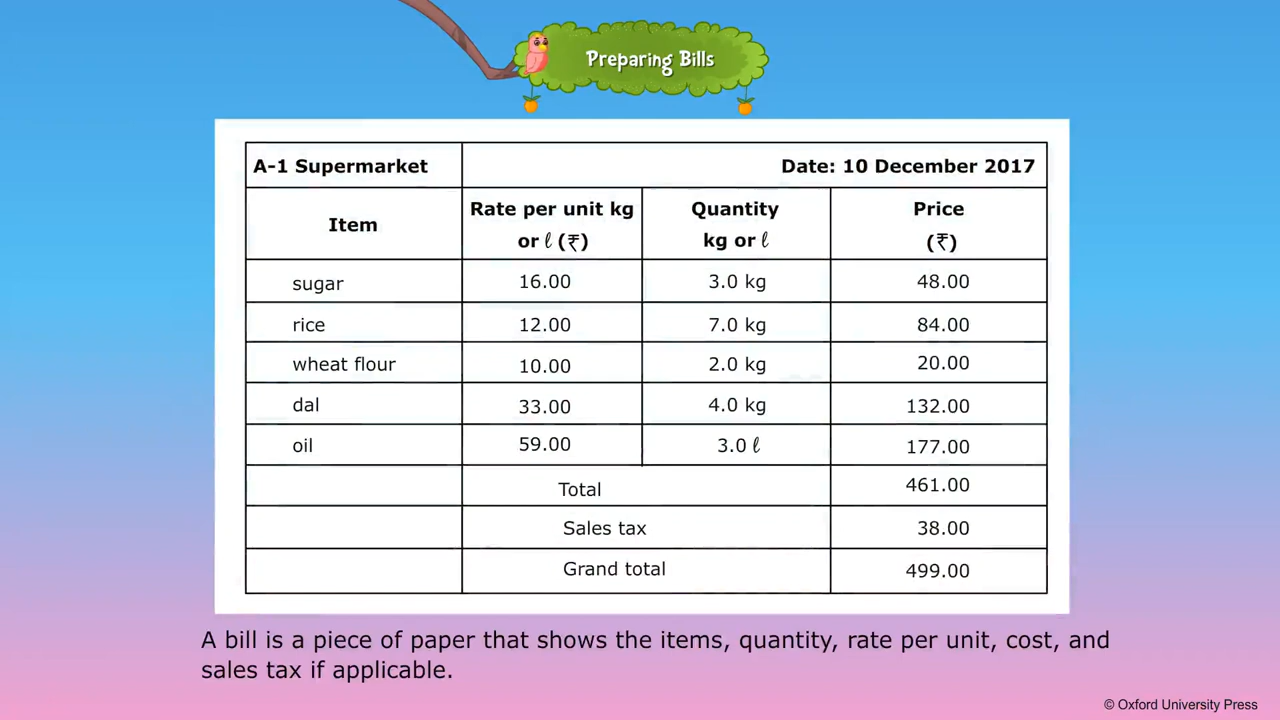 Preparing Bills
A-1 Supermarket Date: 10 December 2017
Item Rate per unit kg or ℓ (₹) Quantity kg or ℓ Price (₹)
sugar 16.00 3.0 kg 48.00
rice 12.00 7.0 kg 84.00
wheat flour 10.00 2.0 kg 20.00
dal 33.00 4.0 kg 132.00
oil 59.00 3.0 ℓ 177.00
Total 461.00
Sales tax 38.00
Grand total 499.00
A bill is a piece of paper that shows the items, quantity, rate per unit, cost, and
sales tax if applicable.
© Oxford University Press